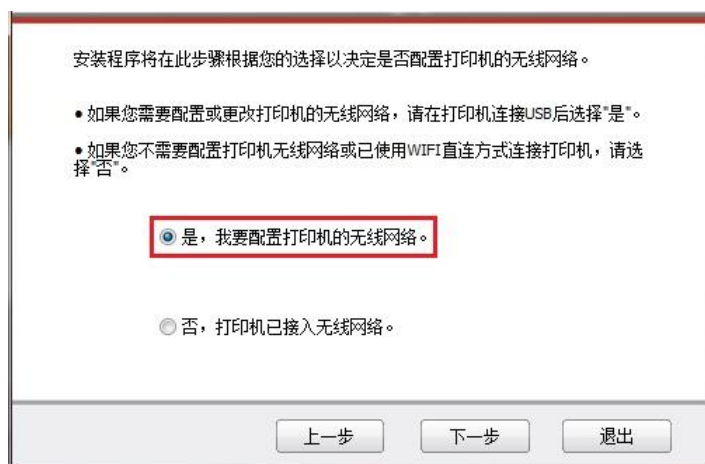 安装程序将在此步骤根据您的选择以决定是否配置打印机的无线网络。
•如果您需要配置或更改打印机的无线网络，请在打印机连接USB后选择"是"。
•如果您不需要配置打印机无线网络或已使用WIFI直连方式连接打印机，请选
择"否"。
是，我要配置打印机的无线网络。
否，打印机已接入无线网络。
上一步 下一步 退出